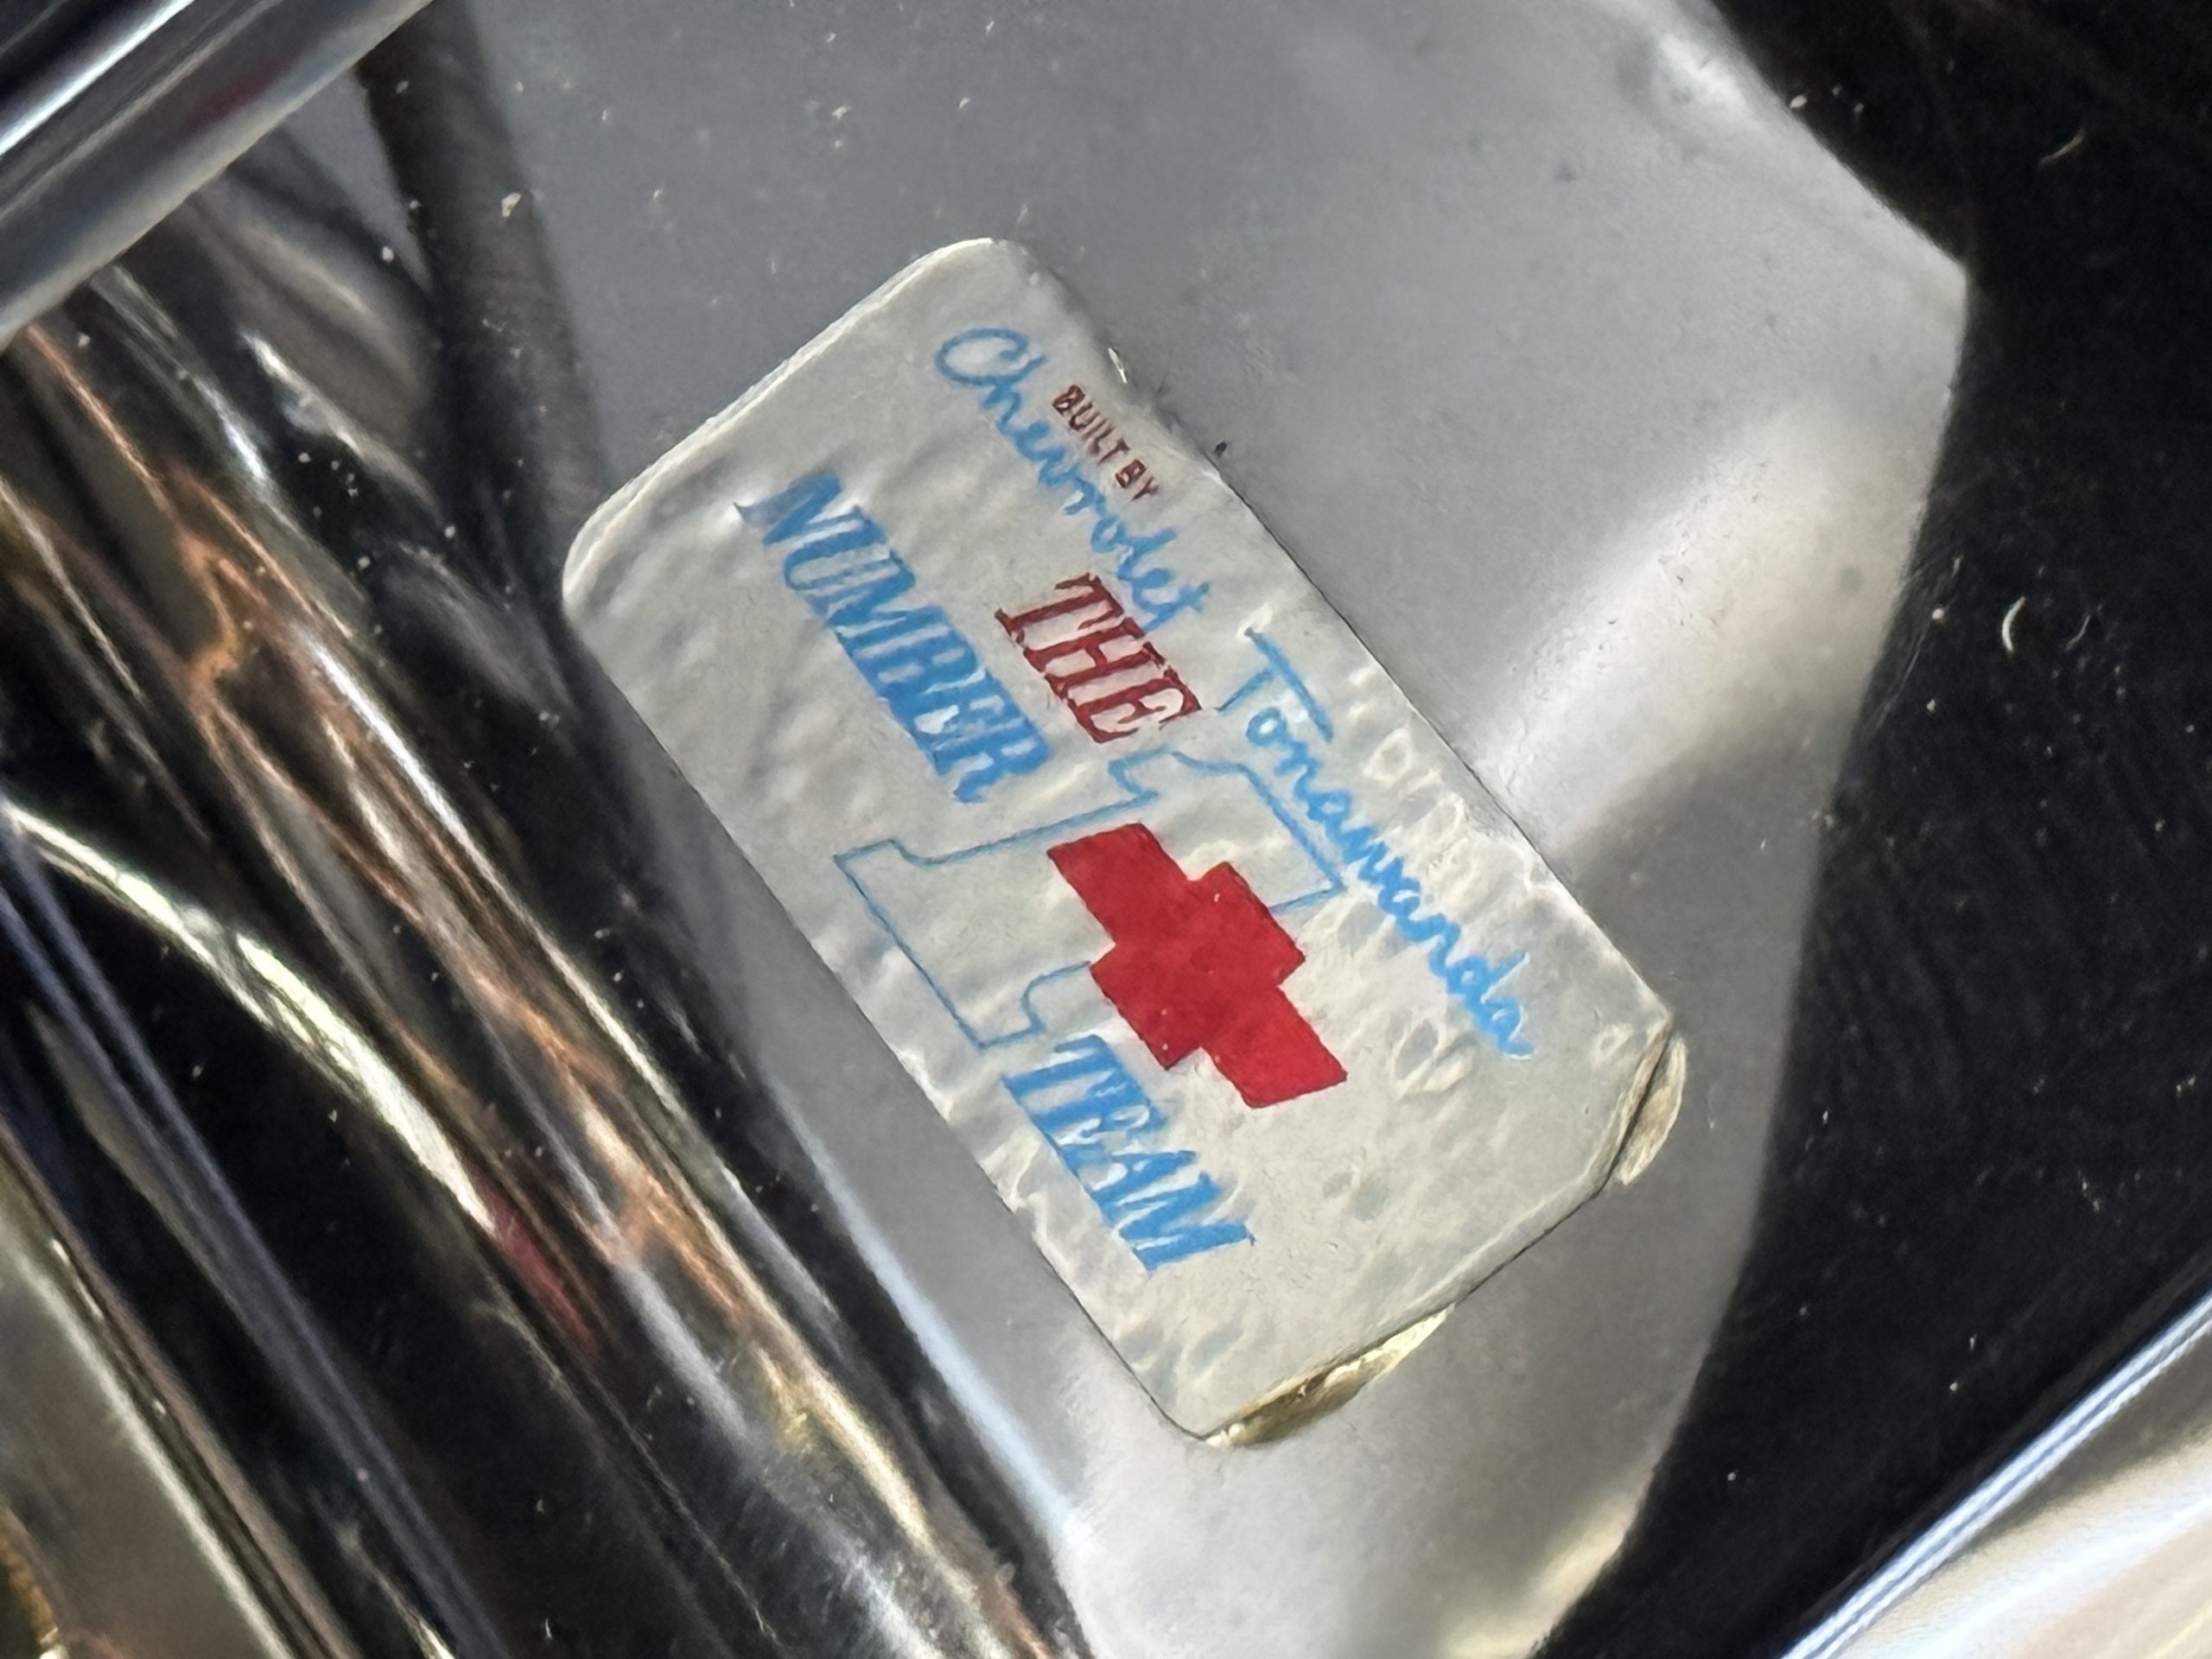 BUILT BY
Chevrolet Tonawanda
THE
NUMBER 1 TEAM